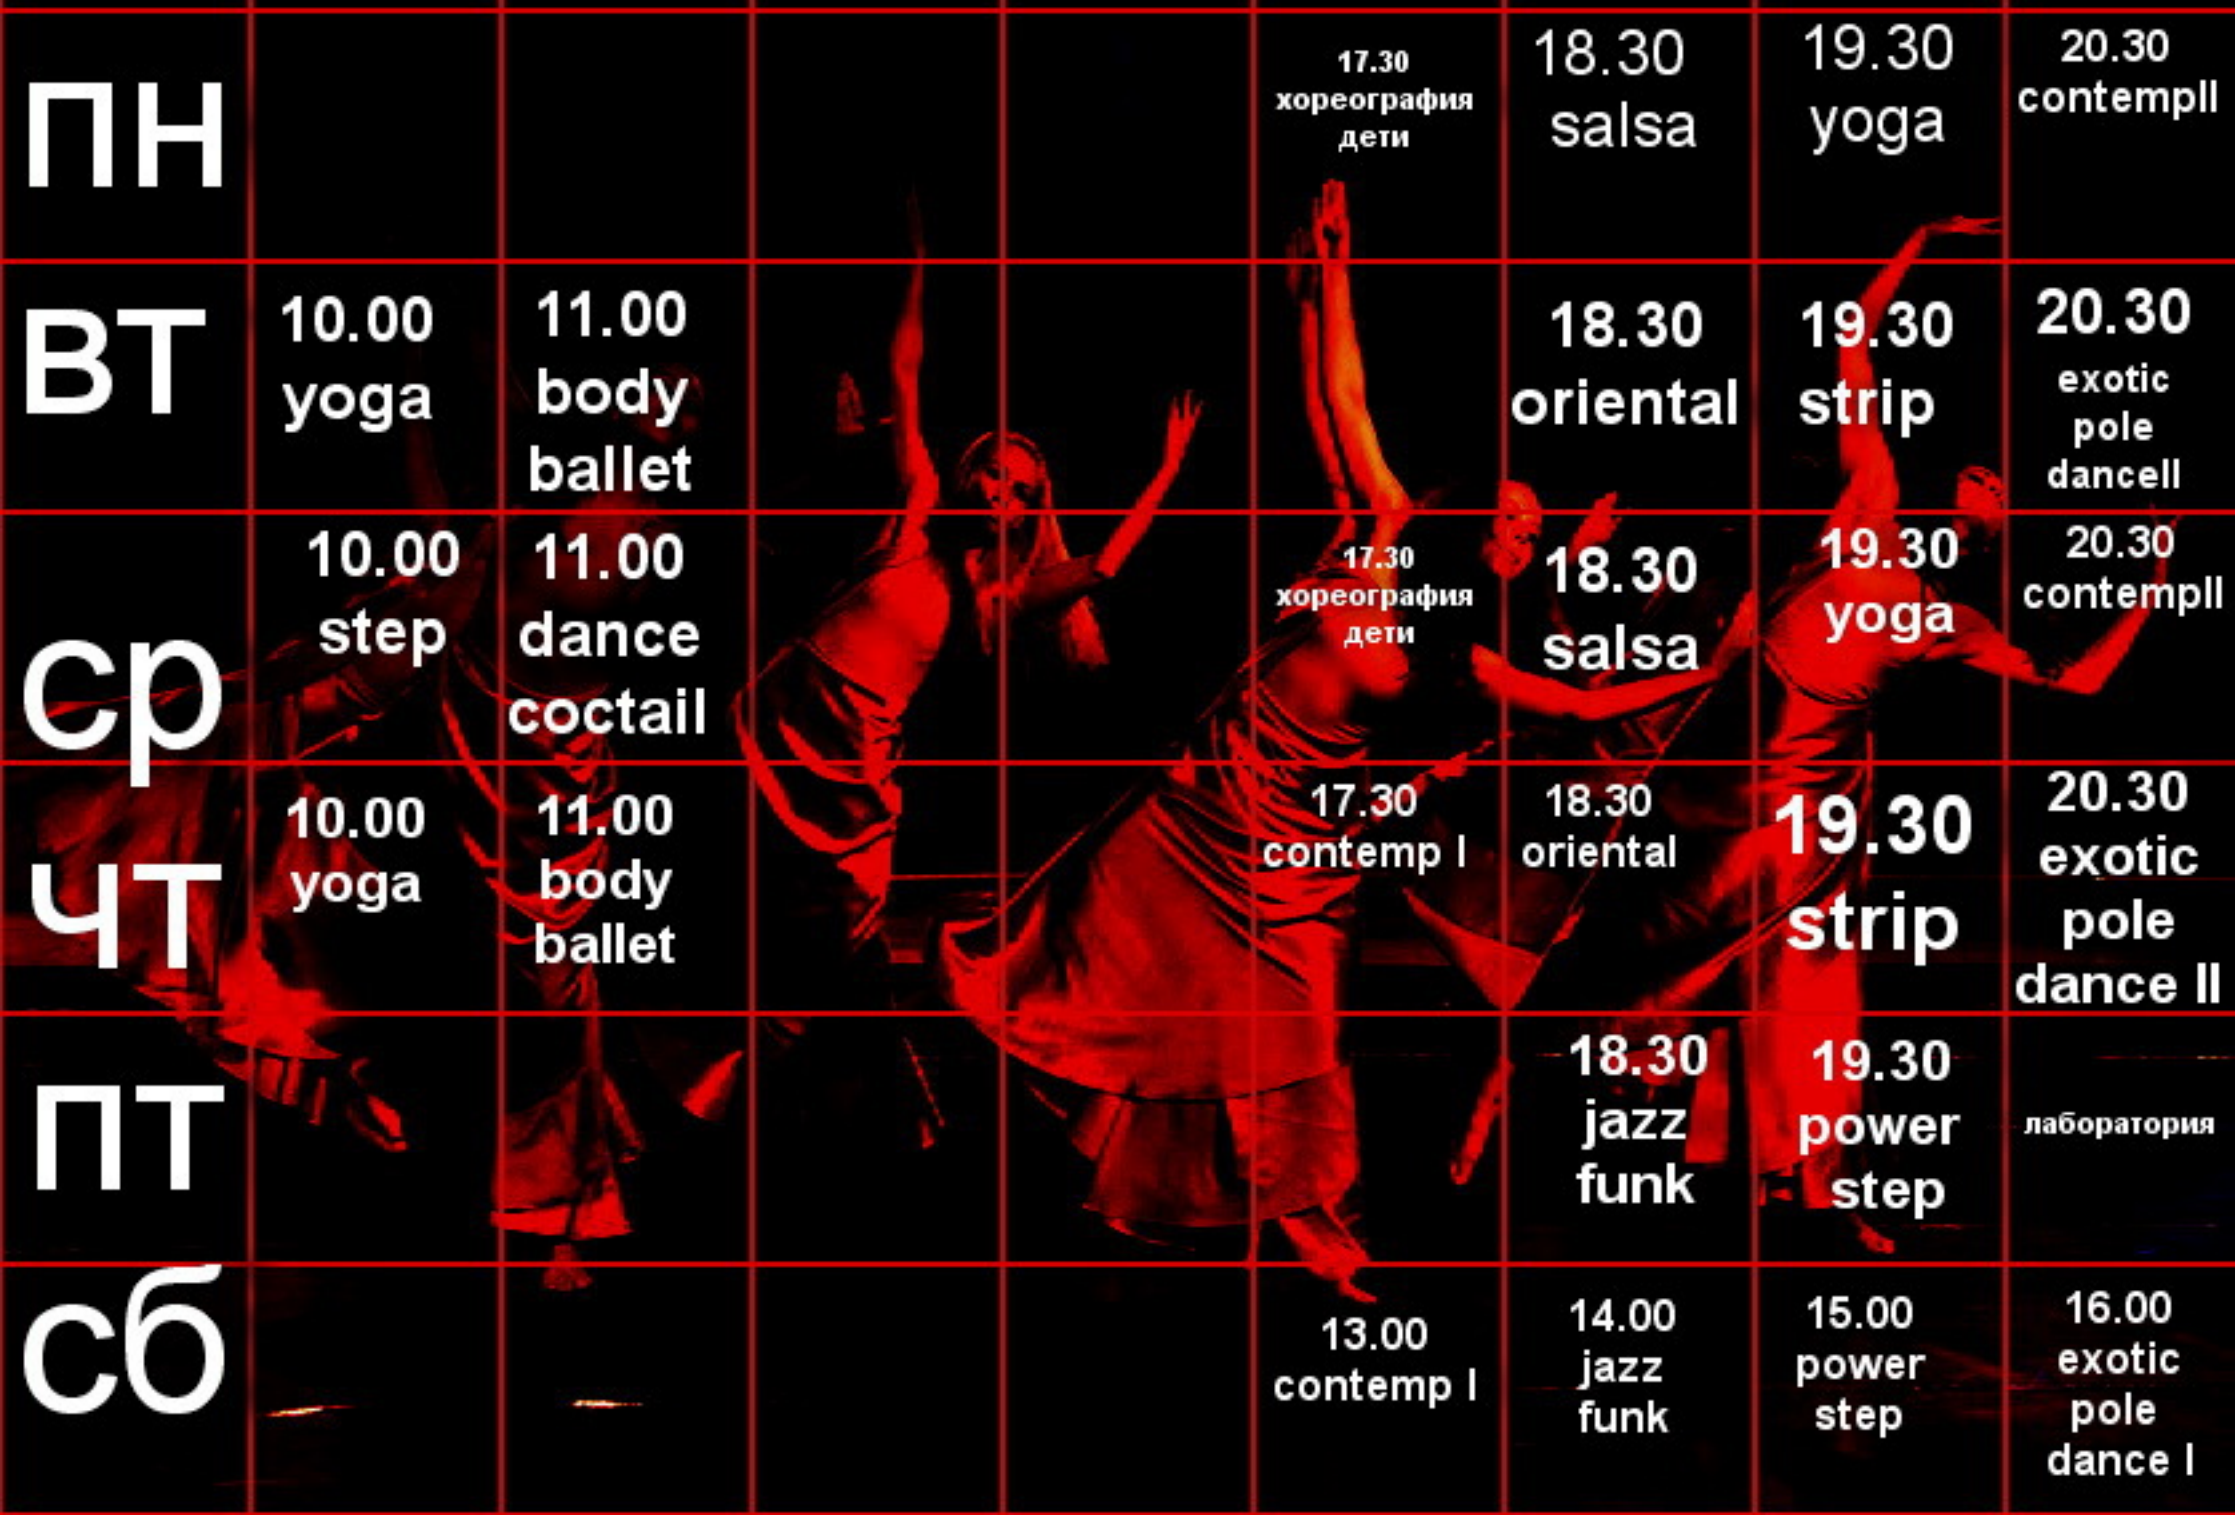 пн
17.30
хореография
дети
18.30
salsa
19.30
yoga
20.30
contempII
вт
10.00
yoga
11.00
body
ballet
18.30
oriental
19.30
strip
20.30
exotic
pole
danceII
ср
10.00
step
11.00
dance
coctail
17.30
хореография
дети
18.30
salsa
19.30
yoga
20.30
contempII
чт
10.00
yoga
11.00
body
ballet
17.30
contemp I
18.30
oriental
19.30
strip
20.30
exotic
pole
dance II
пт
18.30
jazz
funk
19.30
power
step
лаборатория
сб
13.00
contemp I
14.00
jazz
funk
15.00
power
step
16.00
exotic
pole
dance I